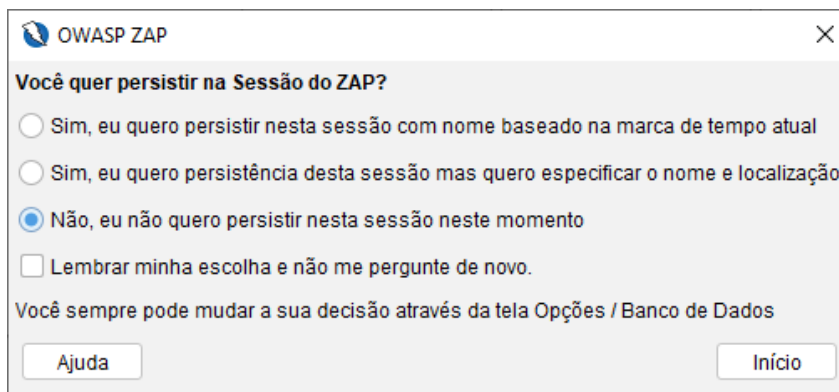 OWASP ZAP
Você quer persistir na Sessão do ZAP?
Sim, eu quero persistir nesta sessão com nome baseado na marca de tempo atual
Sim, eu quero persistência desta sessão mas quero especificar o nome e localização
Não, eu não quero persistir nesta sessão neste momento
Lembrar minha escolha e não me pergunte de novo.
Você sempre pode mudar a sua decisão através da tela Opções / Banco de Dados
Ajuda
Início